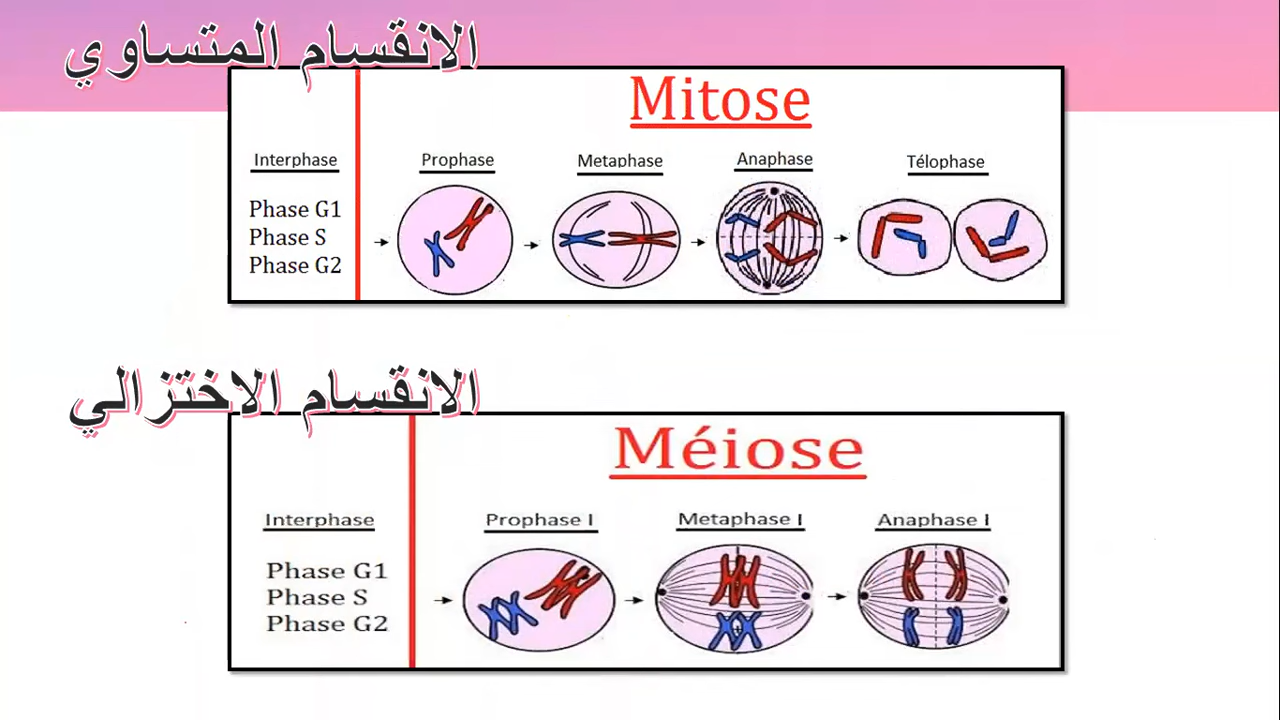 الانقسام المتساوي
Mitose
Interphase
Prophase
Metaphase
Anaphase
Télophase
Phase G1
Phase S
Phase G2
الانقسام الاختزالي
Méiose
Interphase
Prophase I
Metaphase I
Anaphase I
Phase G1
Phase S
Phase G2